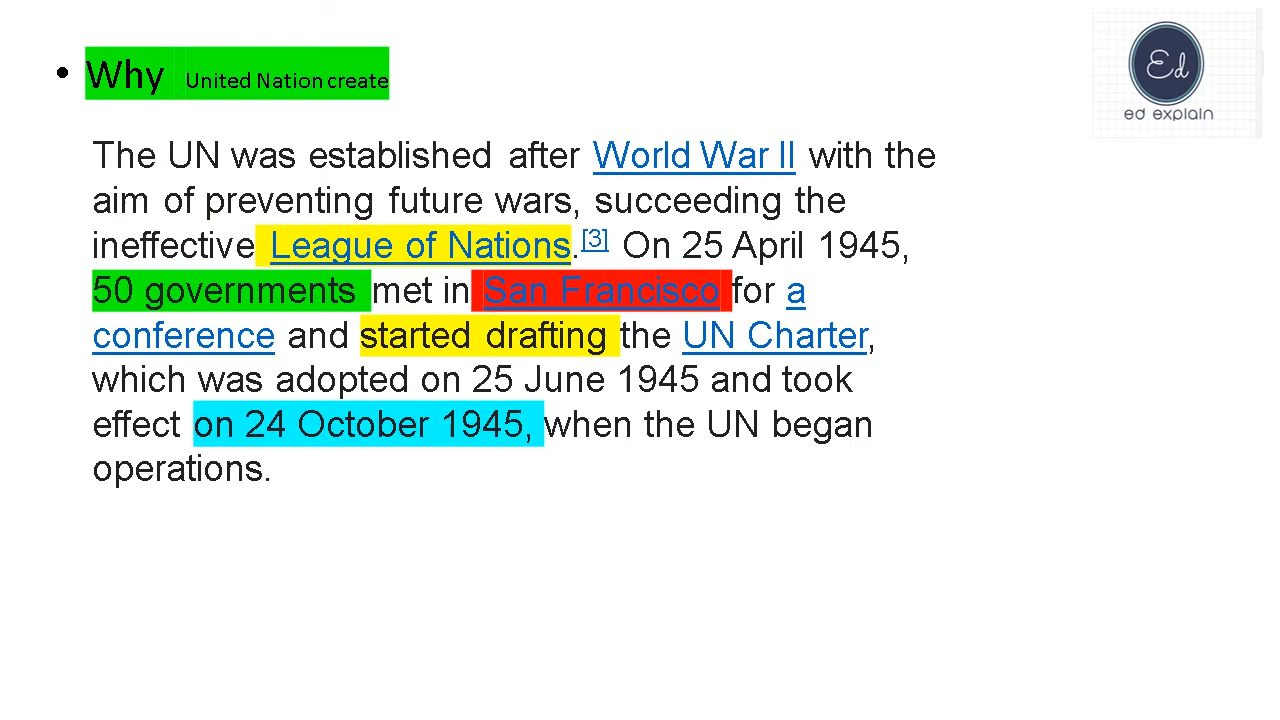 • Why United Nation create
Ed
ed explain
The UN was established after World War II with the
aim of preventing future wars, succeeding the
ineffective League of Nations.[3] On 25 April 1945,
50 governments met in San Francisco for a
conference and started drafting the UN Charter,
which was adopted on 25 June 1945 and took
effect on 24 October 1945, when the UN began
operations.